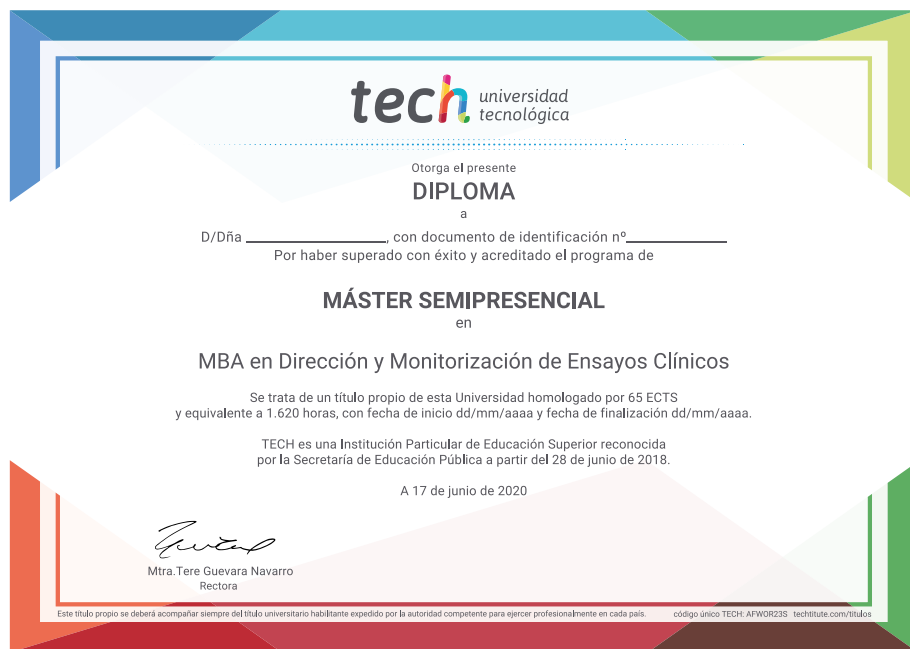 tech universidad
tecnológica
Otorga el presente
DIPLOMA
a
D/Dña ____________, con documento de identificación nº____________
Por haber superado con éxito y acreditado el programa de
MÁSTER SEMIPRESENCIAL
en
MBA en Dirección y Monitorización de Ensayos Clínicos
Se trata de un título propio de esta Universidad homologado por 65 ECTS
y equivalente a 1.620 horas, con fecha de inicio dd/mm/aaaa y fecha de finalización dd/mm/aaaa.
TECH es una Institución Particular de Educación Superior reconocida
por la Secretaría de Educación Pública a partir del 28 de junio de 2018.
A 17 de junio de 2020
Mtra.Tere Guevara Navarro
Rectora
Este título propio se deberá acompañar siempre del título universitario habilitante expedido por la autoridad competente para ejercer profesionalmente en cada país. código único TECH: AFWOR23S techtitute.com/titulos